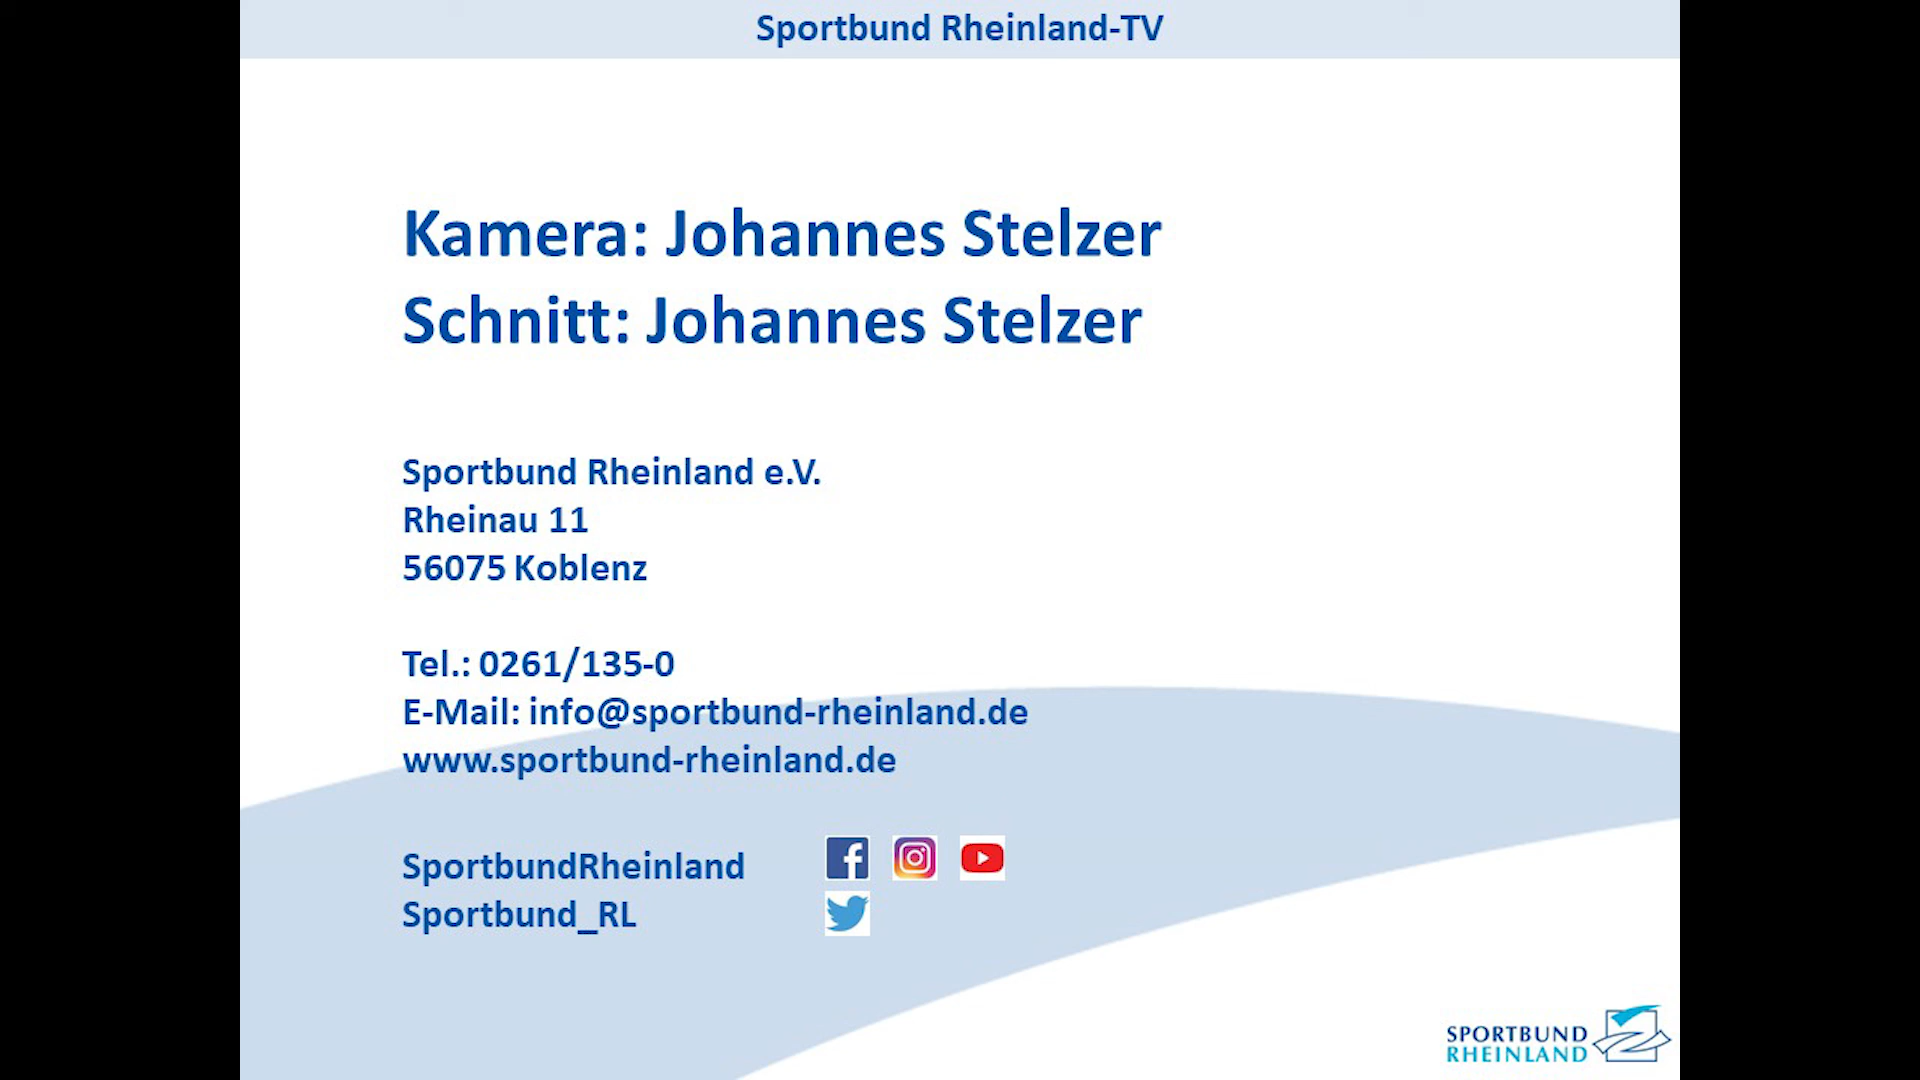 Sportbund Rheinland-TV
Kamera: Johannes Stelzer
Schnitt: Johannes Stelzer
Sportbund Rheinland e.V.
Rheinau 11
56075 Koblenz
Tel.: 0261/135-0
E-Mail: info@sportbund-rheinland.de
www.sportbund-rheinland.de
SportbundRheinland
Sportbund_RL
SPORTBUND
RHEINLAND